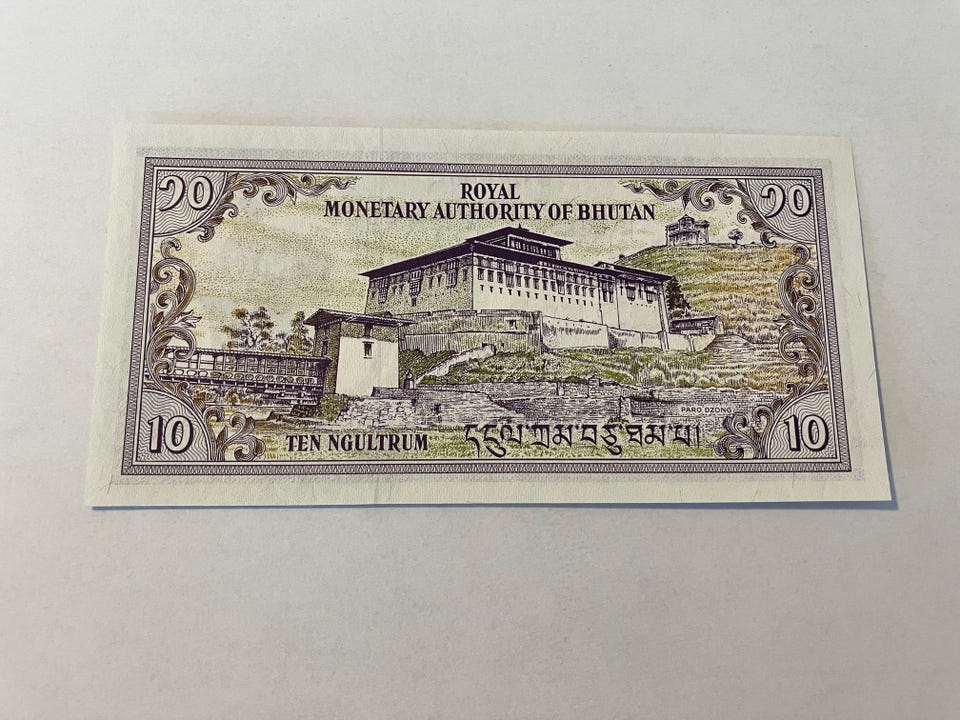 ༡༠ ༡༠
ROYAL
MONETARY AUTHORITY OF BHUTAN
PARO DZONG
10 TEN NGULTRUM དངུལ་ཀྲམ་བཅུ་ཐམ་པ། 10